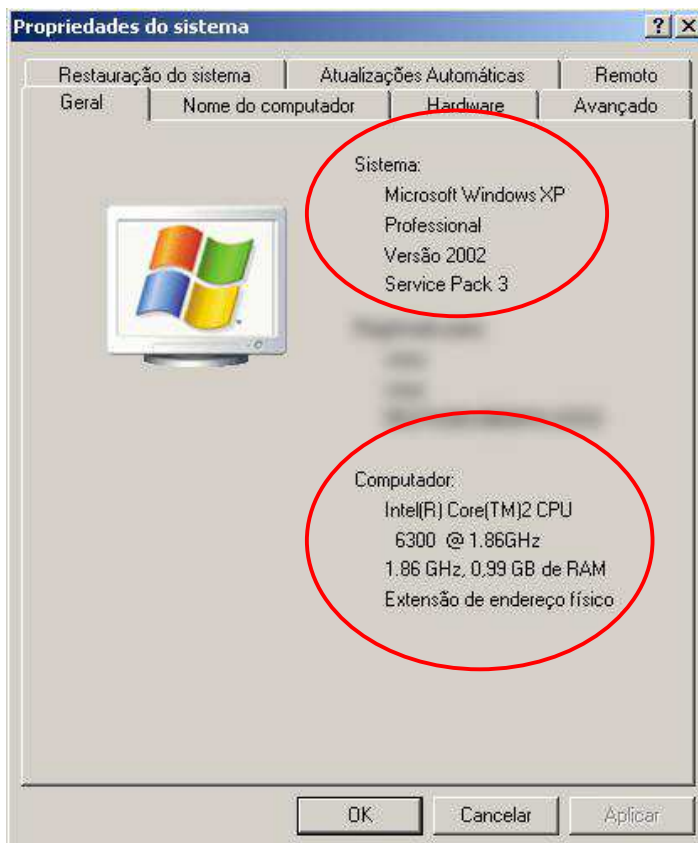 Propriedades do sistema
Restauração do sistema
Atualizações Automáticas
Remoto
Geral
Nome do computador
Hardware
Avançado
Sistema:
Microsoft Windows XP
Professional
Versão 2002
Service Pack 3
Computador:
Intel(R) Core(TM)2 CPU
6300 @ 1.86GHz
1.86 GHz, 0,99 GB de RAM
Extensão de endereço físico
OK
Cancelar
Aplicar